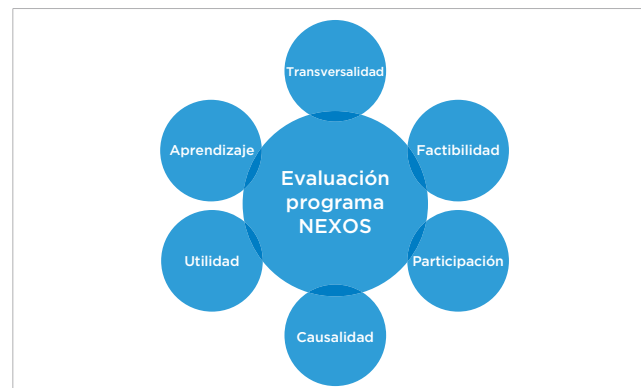 Transversalidad
Aprendizaje
Factibilidad
Evaluación
programa
NEXOS
Utilidad
Participación
Causalidad